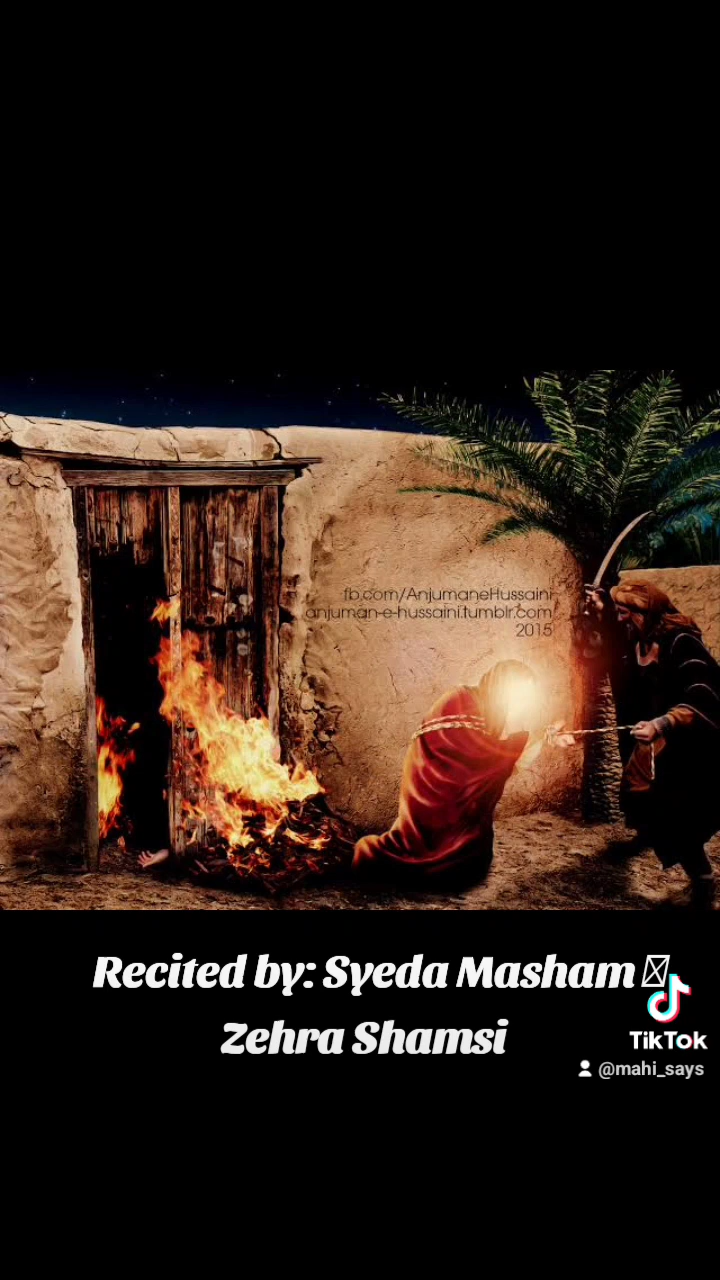 fb.com/AnjumaneHussaini
anjuman-e-hussaini.tumblr.com
2015
Recited by: Syeda Masham
Zehra Shamsi
TikTok
@mahi_says